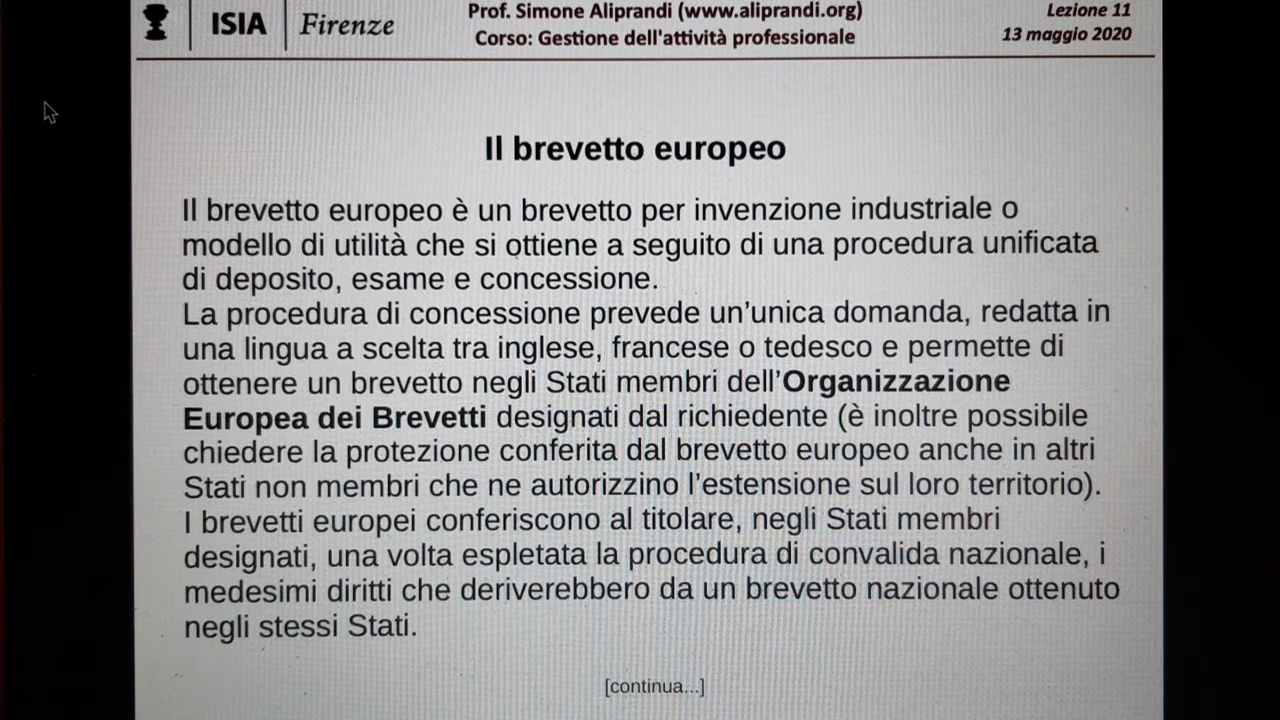 ISIA Firenze
Prof. Simone Aliprandi (www.aliprandi.org)
Corso: Gestione dell'attività professionale
Lezione 11
13 maggio 2020
Il brevetto europeo
Il brevetto europeo è un brevetto per invenzione industriale o
modello di utilità che si ottiene a seguito di una procedura unificata
di deposito, esame e concessione.
La procedura di concessione prevede un’unica domanda, redatta in
una lingua a scelta tra inglese, francese o tedesco e permette di
ottenere un brevetto negli Stati membri dell’Organizzazione
Europea dei Brevetti designati dal richiedente (è inoltre possibile
chiedere la protezione conferita dal brevetto europeo anche in altri
Stati non membri che ne autorizzino l’estensione sul loro territorio).
I brevetti europei conferiscono al titolare, negli Stati membri
designati, una volta espletata la procedura di convalida nazionale, i
medesimi diritti che deriverebbero da un brevetto nazionale ottenuto
negli stessi Stati.
[continua...]